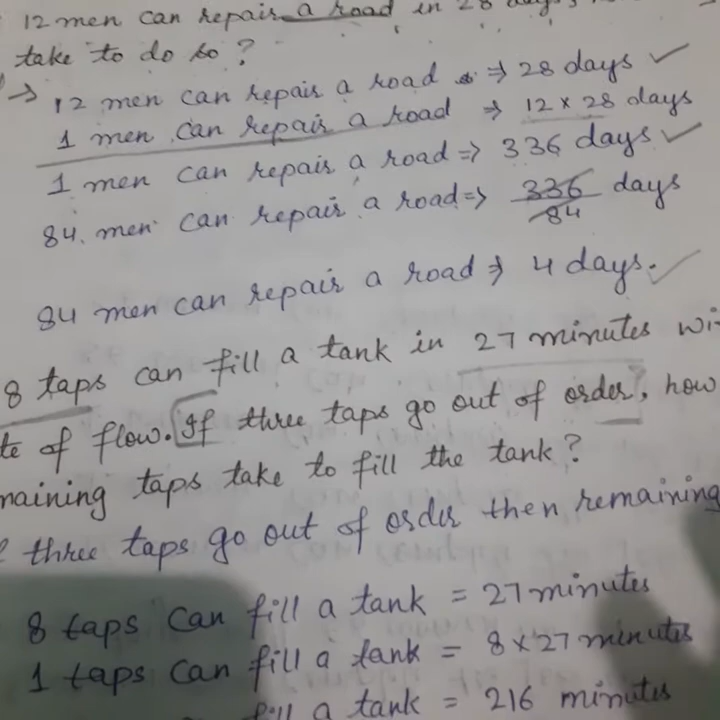 12 men can repair a road in 28 days,
take to do so?
→ 12 men can repair a road ⇒ 28 days ✓
1 men can repair a road ⇒ 12 x 28 days
1 men can repair a road ⇒ 336 days ✓
84. men can repair a road ⇒ 336/84 days
84 men can repair a road ⇒ 4 days. ✓
8 taps can fill a tank in 27 minutes wi
te of flow. If three taps go out of order, how
maining taps take to fill the tank?
three taps go out of order then remaining
8 taps can fill a tank = 27 minutes
1 taps can fill a tank = 8 x 27 minutes
fill a tank = 216 minutes